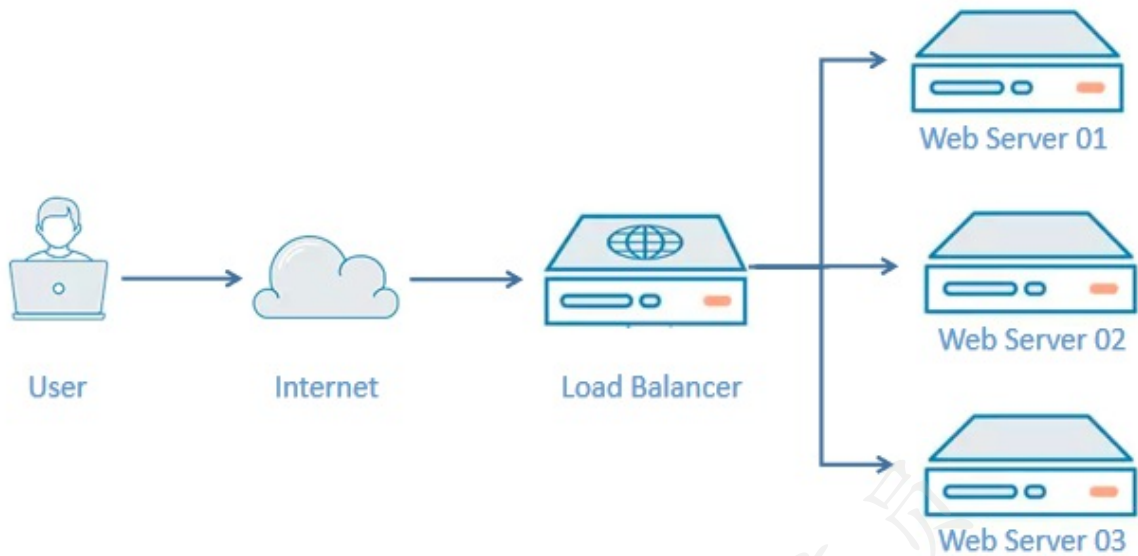 Web Server 01
Web Server 02
User
Internet
Load Balancer
Web Server 03